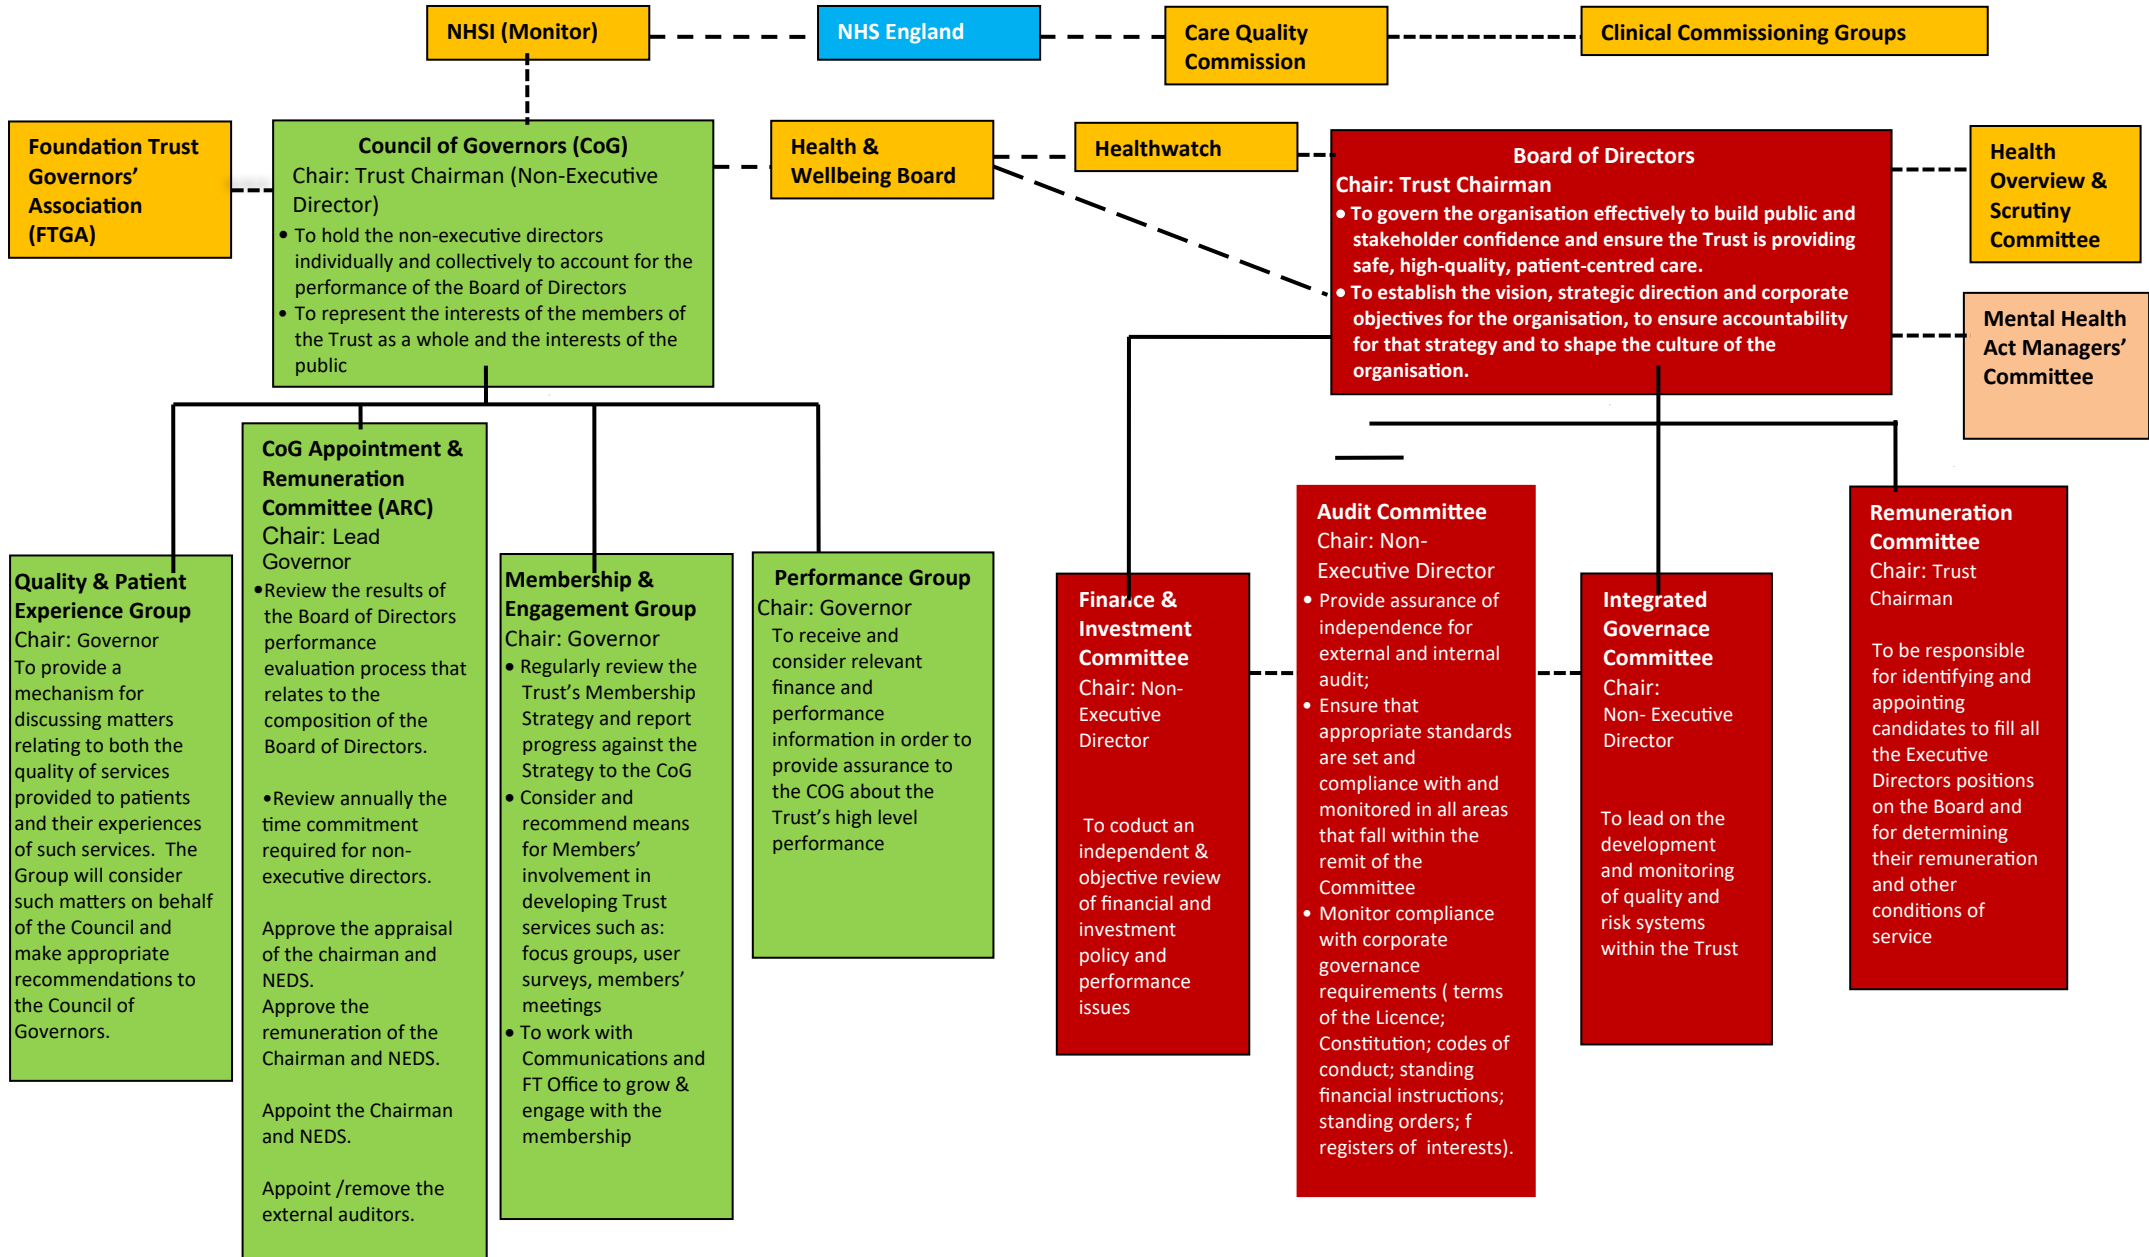 NHSI (Monitor)
NHS England
Care Quality
Commission
Clinical Commissioning Groups
Foundation Trust
Governors’
Association
(FTGA)
Council of Governors (CoG)
Chair: Trust Chairman (Non-Executive
Director)
• To hold the non-executive directors
individually and collectively to account for the
performance of the Board of Directors
• To represent the interests of the members of
the Trust as a whole and the interests of the
public
Health &
Wellbeing Board
Healthwatch
Board of Directors
Chair: Trust Chairman
• To govern the organisation effectively to build public and
stakeholder confidence and ensure the Trust is providing
safe, high-quality, patient-centred care.
• To establish the vision, strategic direction and corporate
objectives for the organisation, to ensure accountability
for that strategy and to shape the culture of the
organisation.
Health
Overview &
Scrutiny
Committee
Mental Health
Act Managers’
Committee
Quality & Patient
Experience Group
Chair: Governor
To provide a
mechanism for
discussing matters
relating to both the
quality of services
provided to patients
and their experiences
of such services. The
Group will consider
such matters on behalf
of the Council and
make appropriate
recommendations to
the Council of
Governors.
CoG Appointment &
Remuneration
Committee (ARC)
Chair: Lead
Governor
•Review the results of
the Board of Directors
performance
evaluation process that
relates to the
composition of the
Board of Directors.
•Review annually the
time commitment
required for non-
executive directors.
Approve the appraisal
of the chairman and
NEDS.
Approve the
remuneration of the
Chairman and NEDS.
Appoint the Chairman
and NEDS.
Appoint /remove the
external auditors.
Membership &
Engagement Group
Chair: Governor
• Regularly review the
Trust’s Membership
Strategy and report
progress against the
Strategy to the CoG
• Consider and
recommend means
for Members’
involvement in
developing Trust
services such as:
focus groups, user
surveys, members’
meetings
• To work with
Communications and
FT Office to grow &
engage with the
membership
Performance Group
Chair: Governor
To receive and
consider relevant
finance and
performance
information in order to
provide assurance to
the COG about the
Trust’s high level
performance
Finance &
Investment
Committee
Chair: Non-
Executive
Director
To coduct an
independent &
objective review
of financial and
investment
policy and
performance
issues
Audit Committee
Chair: Non-
Executive Director
• Provide assurance of
independence for
external and internal
audit;
• Ensure that
appropriate standards
are set and
compliance with and
monitored in all areas
that fall within the
remit of the
Committee
• Monitor compliance
with corporate
governance
requirements ( terms
of the Licence;
Constitution; codes of
conduct; standing
financial instructions;
standing orders; f
registers of interests).
Integrated
Governace
Committee
Chair:
Non- Executive
Director
To lead on the
development
and monitoring
of quality and
risk systems
within the Trust
Remuneration
Committee
Chair: Trust
Chairman
To be responsible
for identifying and
appointing
candidates to fill all
the Executive
Directors positions
on the Board and
for determining
their remuneration
and other
conditions of
service